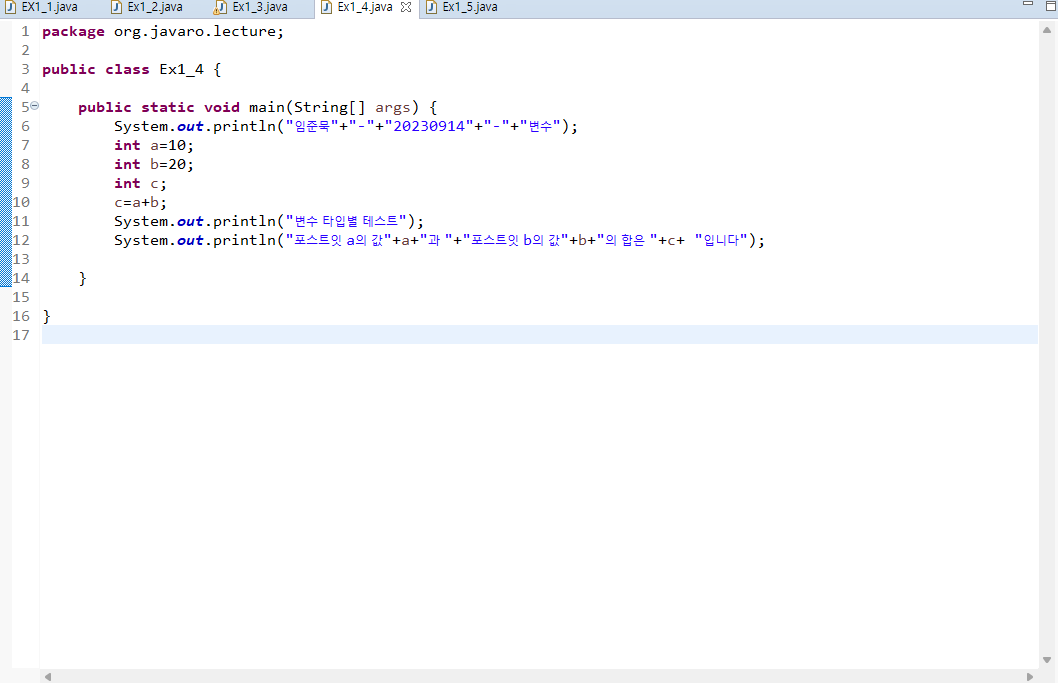 EX1_1.java Ex1_2.java Ex1_3.java Ex1_4.java Ex1_5.java
1 package org.javaro.lecture;
2
3 public class Ex1_4 {
4
5 public static void main(String[] args) {
6 System.out.println("임준묵"+"-"+"20230914"+"-"+"변수");
7 int a=10;
8 int b=20;
9 int c;
10 c=a+b;
11 System.out.println("변수 타입별 테스트");
12 System.out.println("포스트잇 a의 값"+a+"과 "+"포스트잇 b의 값"+b+"의 합은 "+c+ "입니다");
13
14 }
15
16 }
17